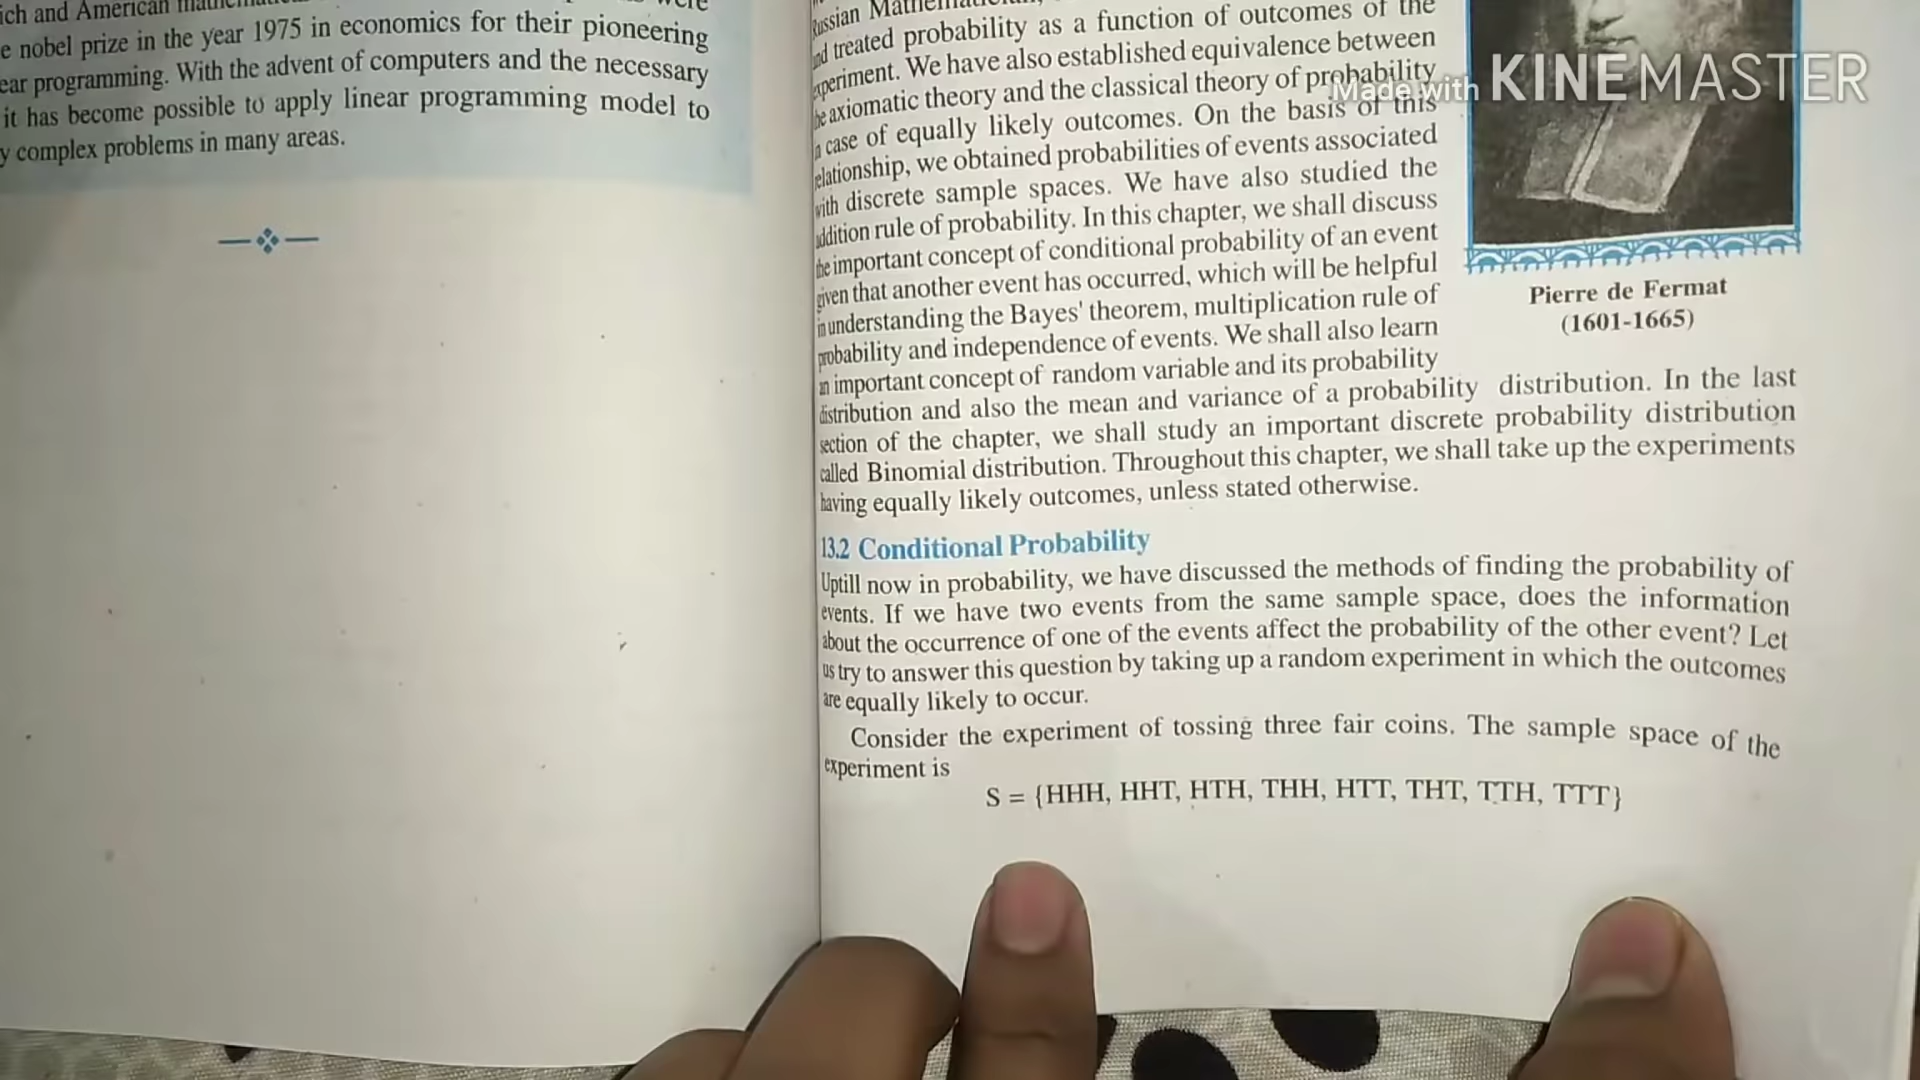 ich and American
e nobel prize in the year 1975 in economics for their pioneering
ear programming. With the advent of computers and the necessary
it has become possible to apply linear programming model to
y complex problems in many areas.
Russian
nd treated probability as a function of outcomes of the
xperiment. We have also established equivalence between
he axiomatic theory and the classical theory of probability
n case of equally likely outcomes. On the basis of this
elationship, we obtained probabilities of events associated
with discrete sample spaces. We have also studied the
ddition rule of probability. In this chapter, we shall discuss
he important concept of conditional probability of an event
given that another event has occurred, which will be helpful
in understanding the Bayes' theorem, multiplication rule of
probability and independence of events. We shall also learn
an important concept of random variable and its probability
distribution and also the mean and variance of a probability distribution. In the last
section of the chapter, we shall study an important discrete probability distribution
called Binomial distribution. Throughout this chapter, we shall take up the experiments
having equally likely outcomes, unless stated otherwise.
Made with KINEMASTER
Pierre de Fermat
(1601-1665)
13.2 Conditional Probability
Uptill now in probability, we have discussed the methods of finding the probability of
events. If we have two events from the same sample space, does the information
about the occurrence of one of the events affect the probability of the other event? Let
us try to answer this question by taking up a random experiment in which the outcomes
are equally likely to occur.
Consider the experiment of tossing three fair coins. The sample space of the
experiment is
S = {HHH, HHT, HTH, THH, HTT, THT, TTH, TTT}